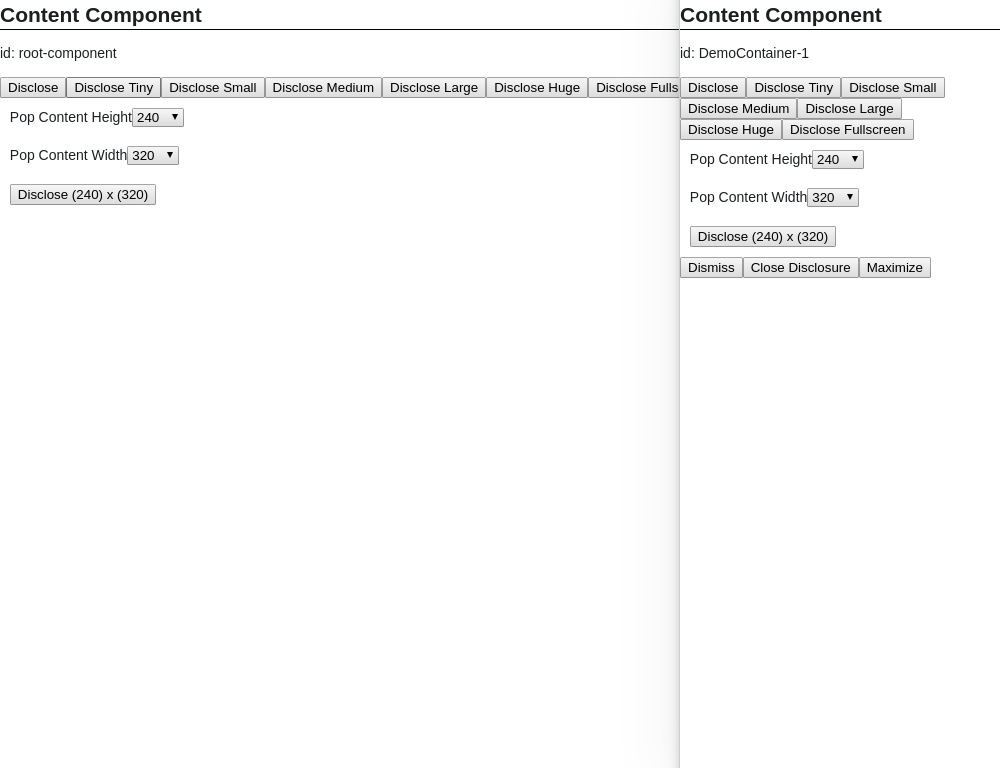 Content Component
id: root-component
Disclose Disclose Tiny Disclose Small Disclose Medium Disclose Large Disclose Huge Disclose Fulls
Pop Content Height 240
Pop Content Width 320
Disclose (240) x (320)
Content Component
id: DemoContainer-1
Disclose Disclose Tiny Disclose Small
Disclose Medium Disclose Large
Disclose Huge Disclose Fullscreen
Pop Content Height 240
Pop Content Width 320
Disclose (240) x (320)
Dismiss Close Disclosure Maximize